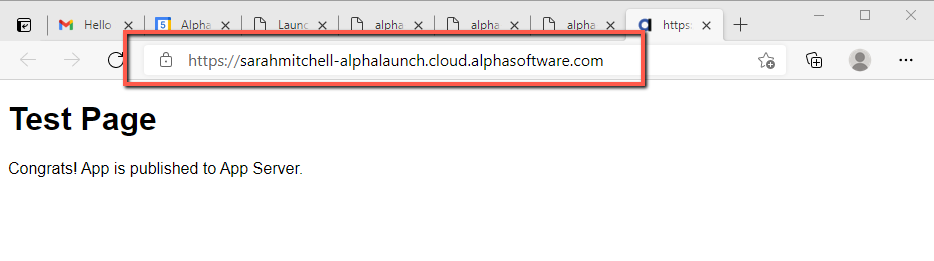 Hello
5 Alpha
Launc
alpha
alpha
alpha
https:
https://sarahmitchell-alphalaunch.cloud.alphasoftware.com
Test Page
Congrats! App is published to App Server.